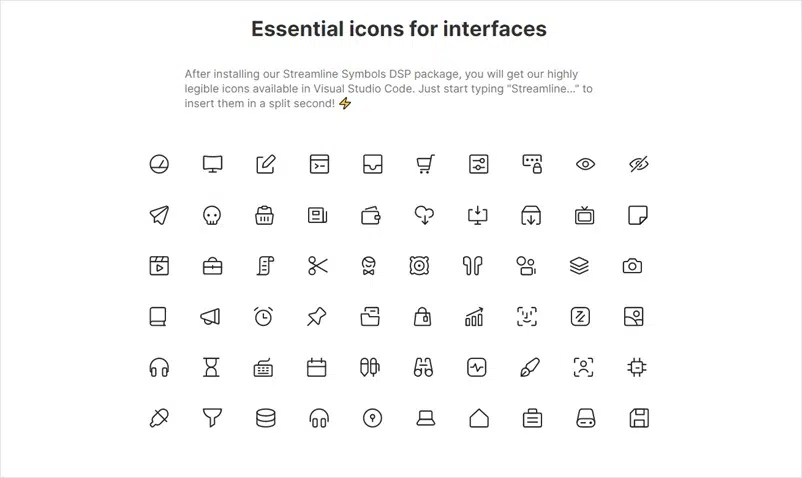 Essential icons for interfaces
After installing our Streamline Symbols DSP package, you will get our highly
legible icons available in Visual Studio Code. Just start typing "Streamline..." to
insert them in a split second! ⚡